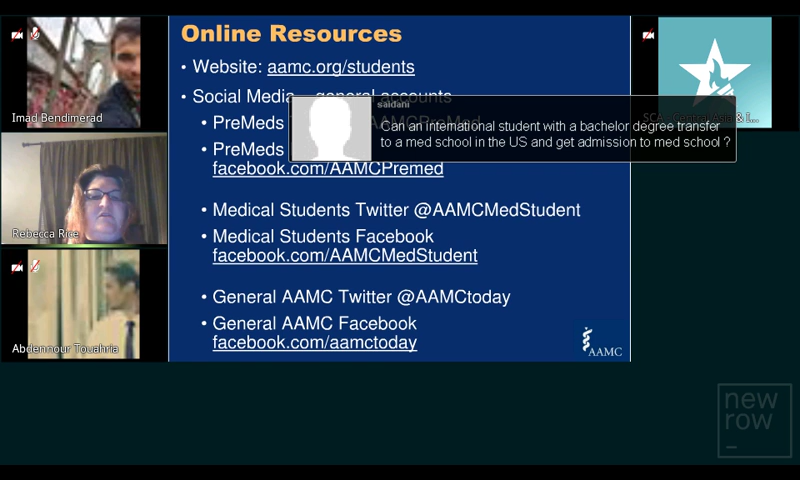 Online Resources
• Website: aamc.org/students
• Social Media – general accounts
• PreMeds
• PreMeds
facebook.com/AAMCPremed
• Medical Students Twitter @AAMCMedStudent
• Medical Students Facebook
facebook.com/AAMCMedStudent
• General AAMC Twitter @AAMCtoday
• General AAMC Facebook
facebook.com/aamctoday
AAMC
saidani
Can an international student with a bachelor degree transfer
to a med school in the US and get admission to med school ?
Imad Bendimerad
Rebecca Rice
Abdennour Touahria
new
row